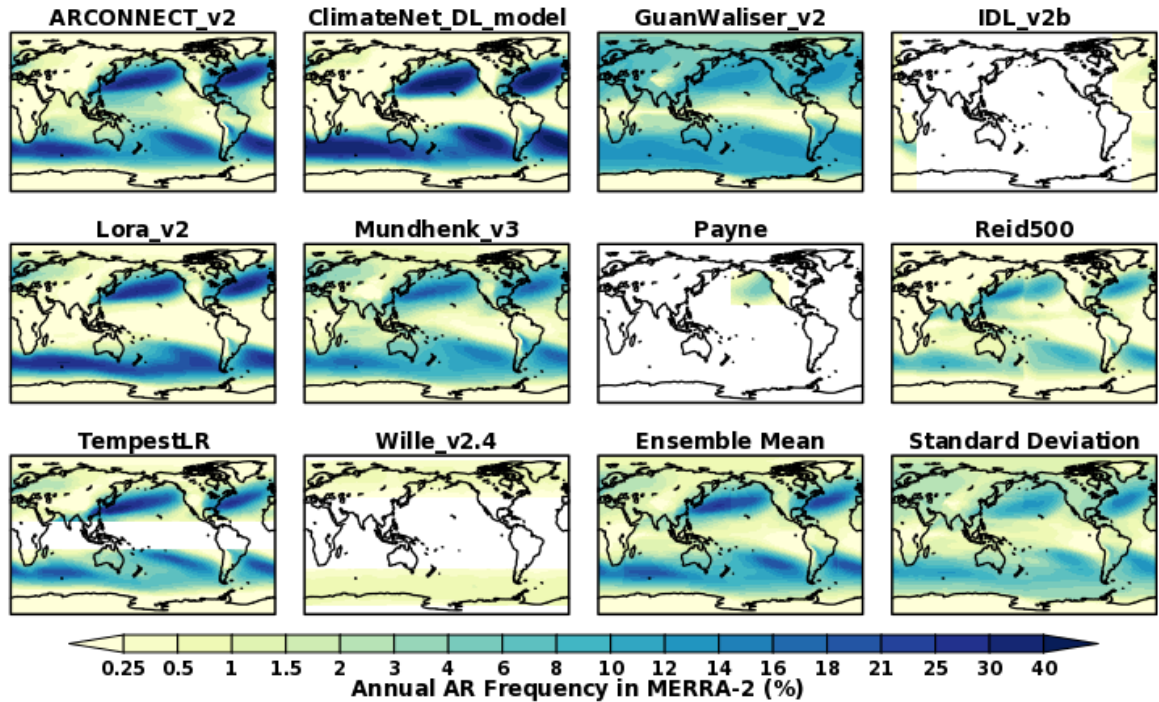 ARCONNECT_v2 ClimateNet_DL_model GuanWaliser_v2 IDL_v2b
Lora_v2 Mundhenk_v3 Payne Reid500
TempestLR Wille_v2.4 Ensemble Mean Standard Deviation
0.25 0.5 1 1.5 2 3 4 6 8 10 12 14 16 18 21 25 30 40
Annual AR Frequency in MERRA-2 (%)